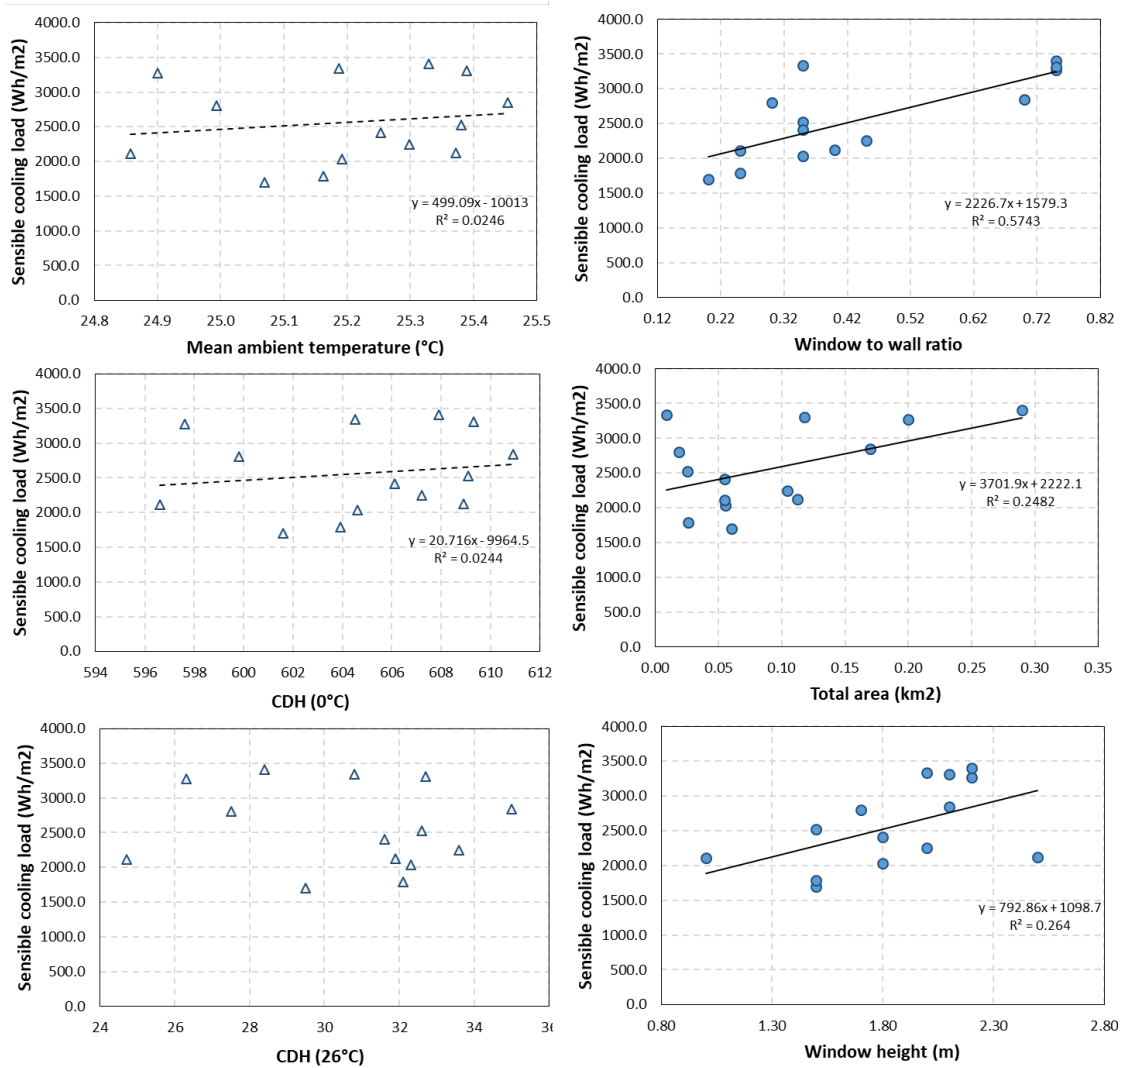 Sensible cooling load (Wh/m2)
4000.0
3500.0
3000.0
2500.0
2000.0
1500.0
1000.0
500.0
0.0
y = 499.09x - 10013
R² = 0.0246
24.8 24.9 25.0 25.1 25.2 25.3 25.4 25.5
Mean ambient temperature (°C)
Sensible cooling load (Wh/m2)
4000.0
3500.0
3000.0
2500.0
2000.0
1500.0
1000.0
500.0
0.0
y = 2226.7x + 1579.3
R² = 0.5743
0.12 0.22 0.32 0.42 0.52 0.62 0.72 0.82
Window to wall ratio
Sensible cooling load (Wh/m2)
4000.0
3500.0
3000.0
2500.0
2000.0
1500.0
1000.0
500.0
0.0
y = 20.716x - 9964.5
R² = 0.0244
594 596 598 600 602 604 606 608 610 612
CDH (0°C)
Sensible cooling load (Wh/m2)
4000.0
3500.0
3000.0
2500.0
2000.0
1500.0
1000.0
500.0
0.0
y = 3701.9x + 2222.1
R² = 0.2482
0.00 0.05 0.10 0.15 0.20 0.25 0.30 0.35
Total area (km2)
Sensible cooling load (Wh/m2)
4000.0
3500.0
3000.0
2500.0
2000.0
1500.0
1000.0
500.0
0.0
24 26 28 30 32 34
CDH (26°C)
Sensible cooling load (Wh/m2)
4000.0
3500.0
3000.0
2500.0
2000.0
1500.0
1000.0
500.0
0.0
y = 792.86x + 1098.7
R² = 0.264
0.80 1.30 1.80 2.30 2.80
Window height (m)